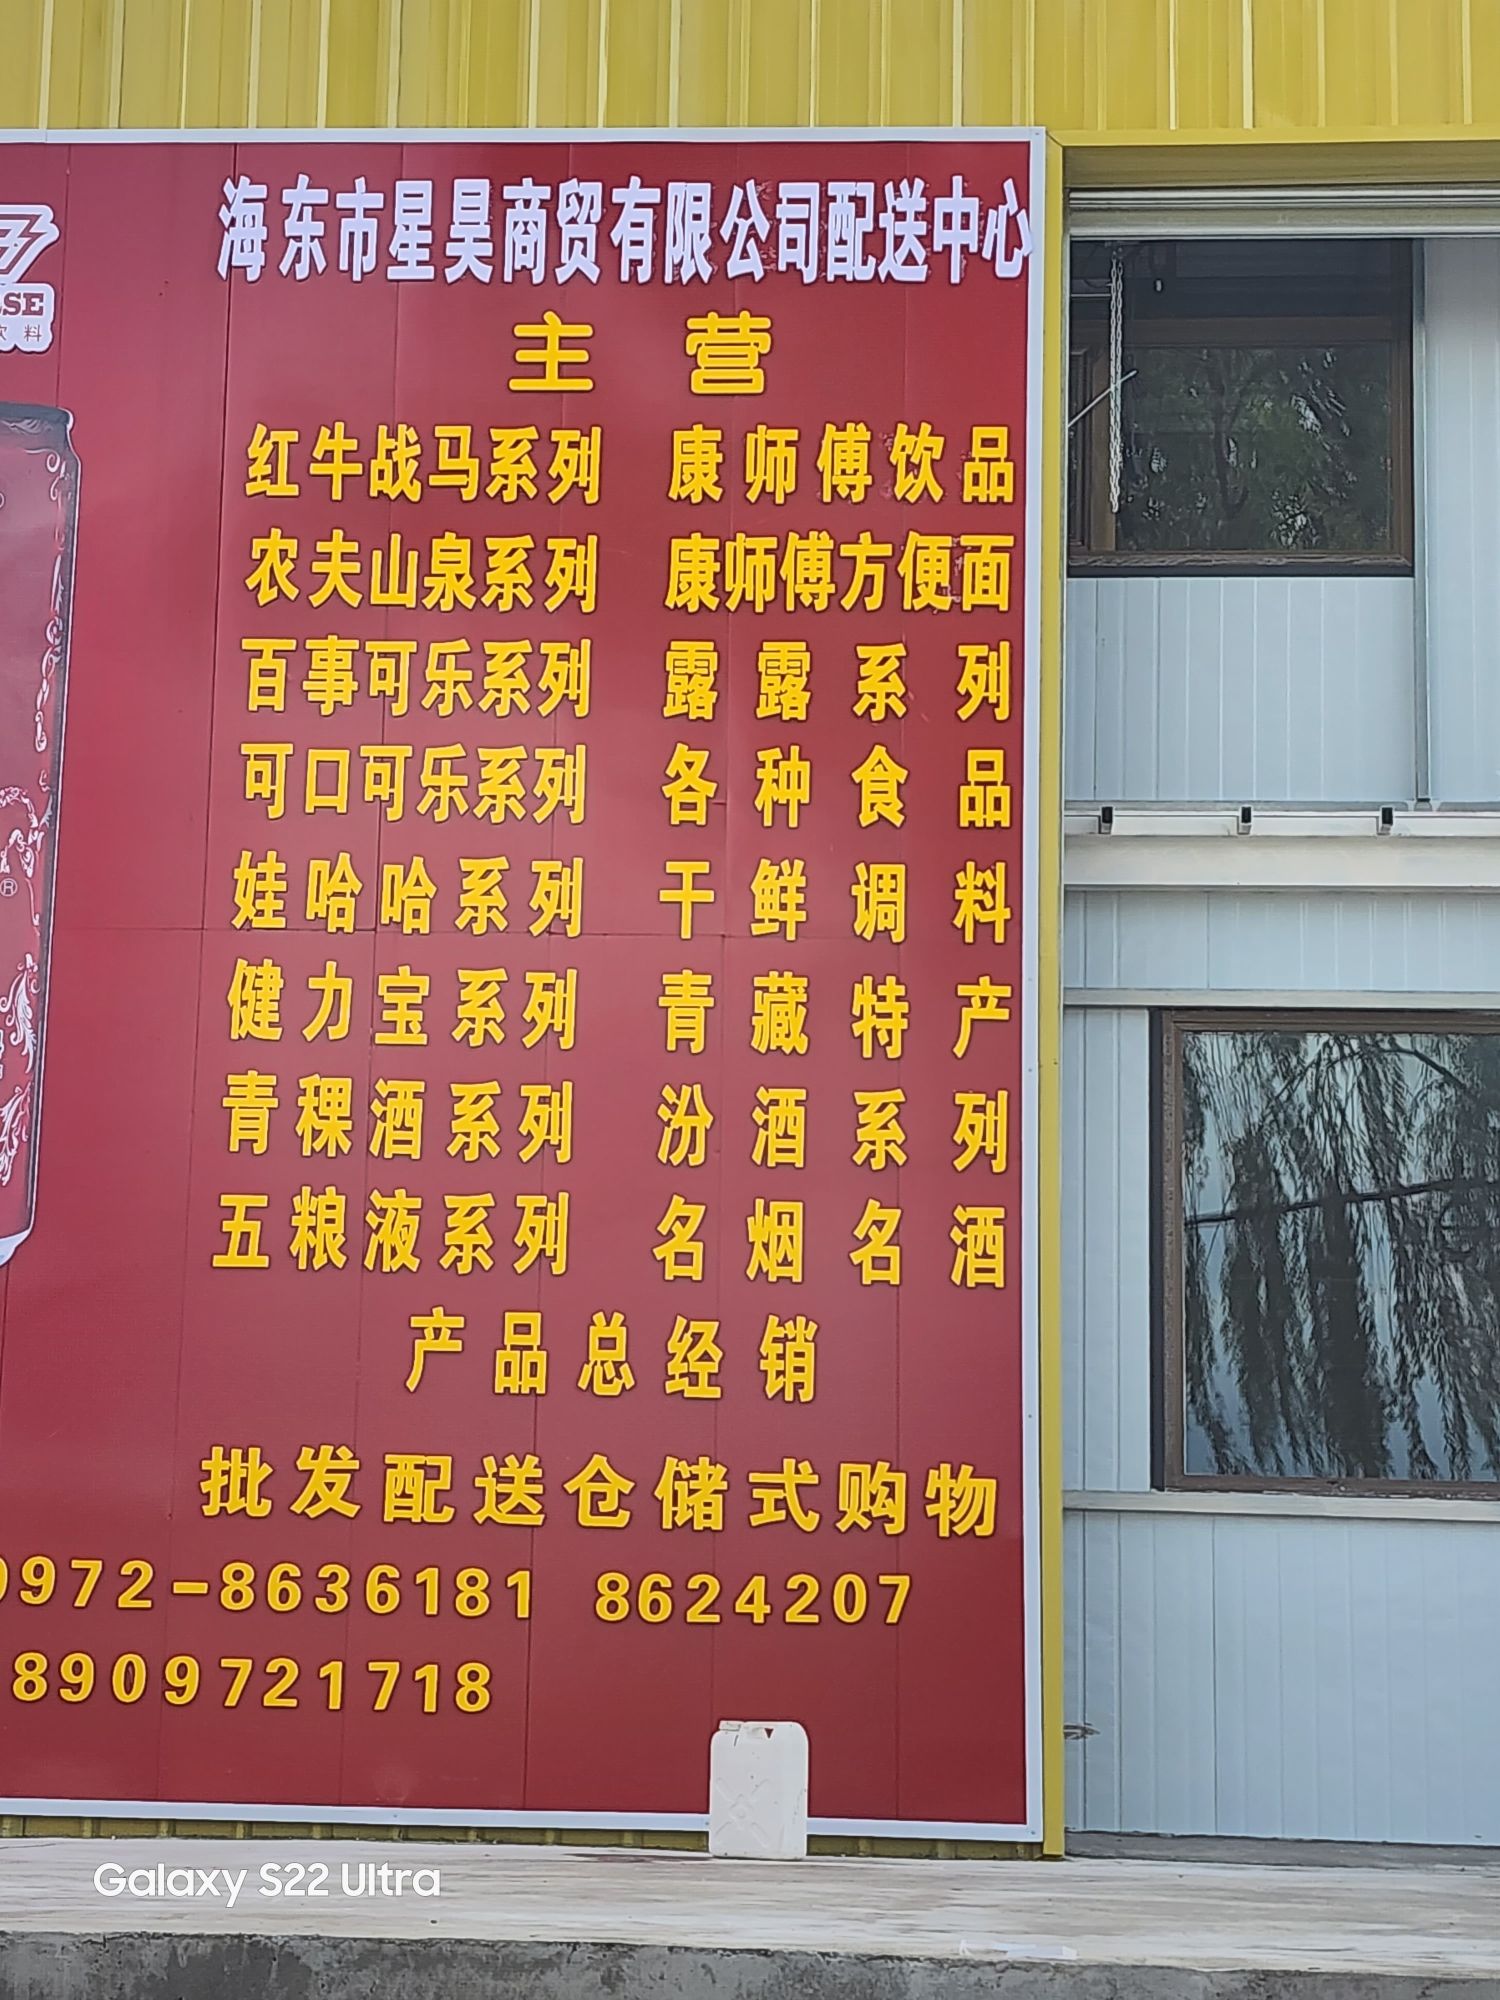 SE
饮料
海东市星昊商贸有限公司配送中心
主 营
红牛战马系列 康师傅饮品
农夫山泉系列 康师傅方便面
百事可乐系列 露露系列
可口可乐系列 各种食品
娃哈哈系列 干鲜调料
健力宝系列 青藏特产
青稞酒系列 汾酒系列
五粮液系列 名烟名酒
产品总经销
批发配送仓储式购物
0972-8636181 8624207
8909721718
®
Galaxy S22 Ultra